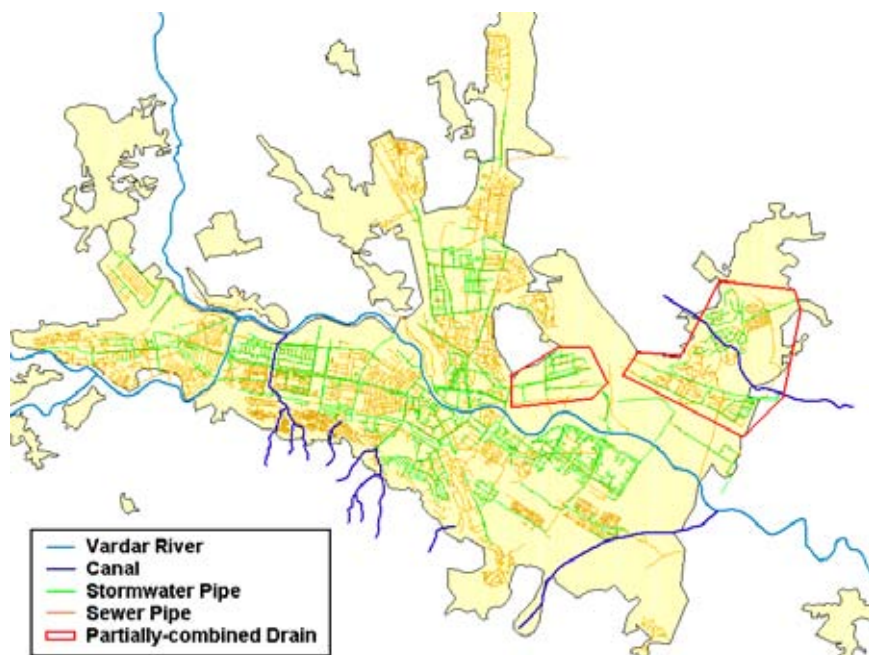 Vardar River
Canal
Stormwater Pipe
Sewer Pipe
Partially-combined Drain